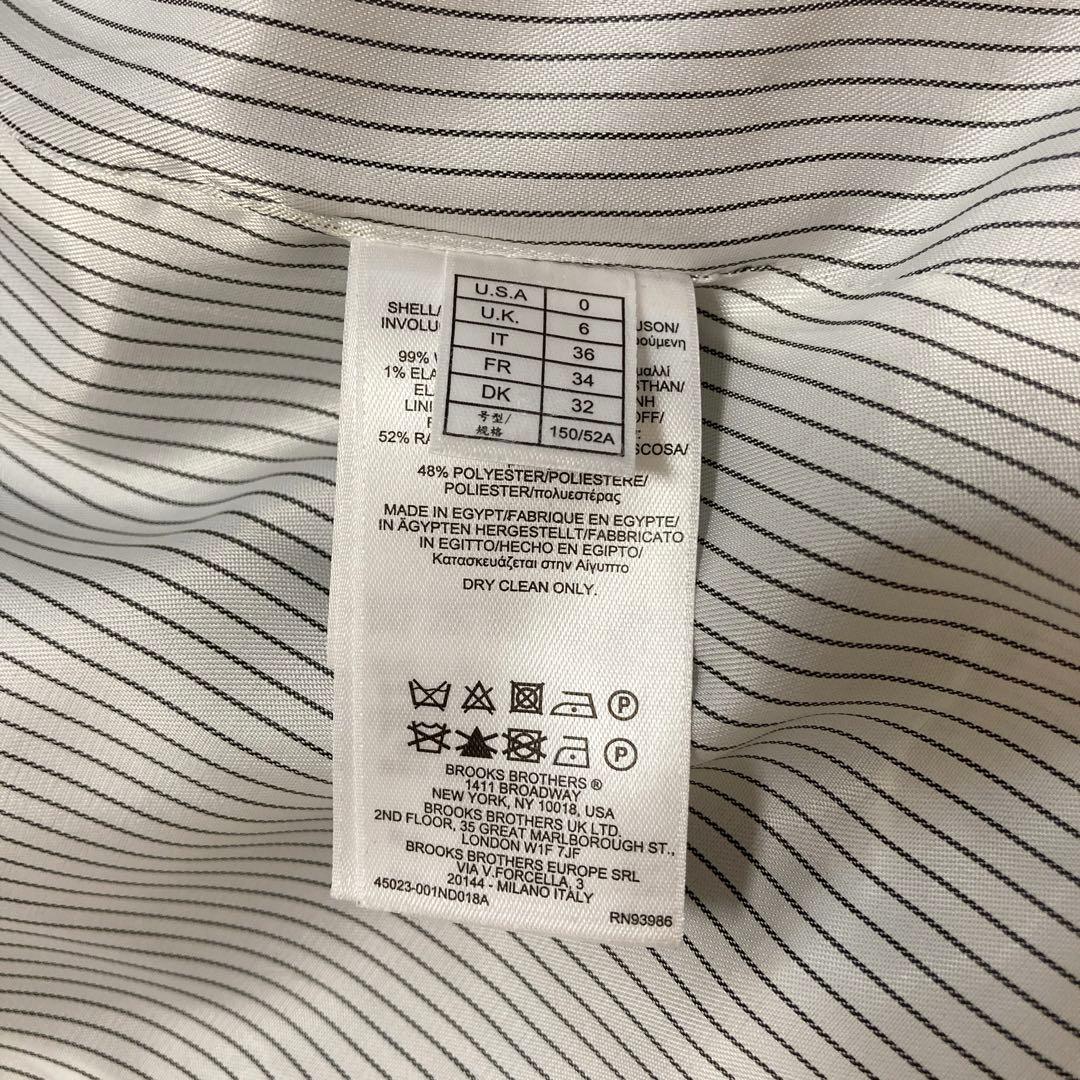 U.S.A 0
U.K. 6
IT 36
FR 34
DK 32
号型/ 150/52A
规格
SHELL/
INVOLU
USON/
99%
1% ELA
STHAN/
EL
NH
LINI
OFF/
52% RA
SCOSA/
48% POLYESTER/POLIESTERE/
POLIESTER/πολυεστέρας
MADE IN EGYPT/FABRIQUE EN EGYPTE/
IN ÄGYPTEN HERGESTELLT/FABBRICATO
IN EGITTO/HECHO EN EGIPTO/
Κατασκευάζεται στην Αίγυπτο
DRY CLEAN ONLY.
P
P
BROOKS BROTHERS ®
1411 BROADWAY
NEW YORK, NY 10018, USA
BROOKS BROTHERS UK LTD.
2ND FLOOR, 35 GREAT MARLBOROUGH ST.,
LONDON W1F 7JF
BROOKS BROTHERS EUROPE SRL
VIA V.FORCELLA, 3
20144 - MILANO ITALY
45023-001ND018A
RN93986